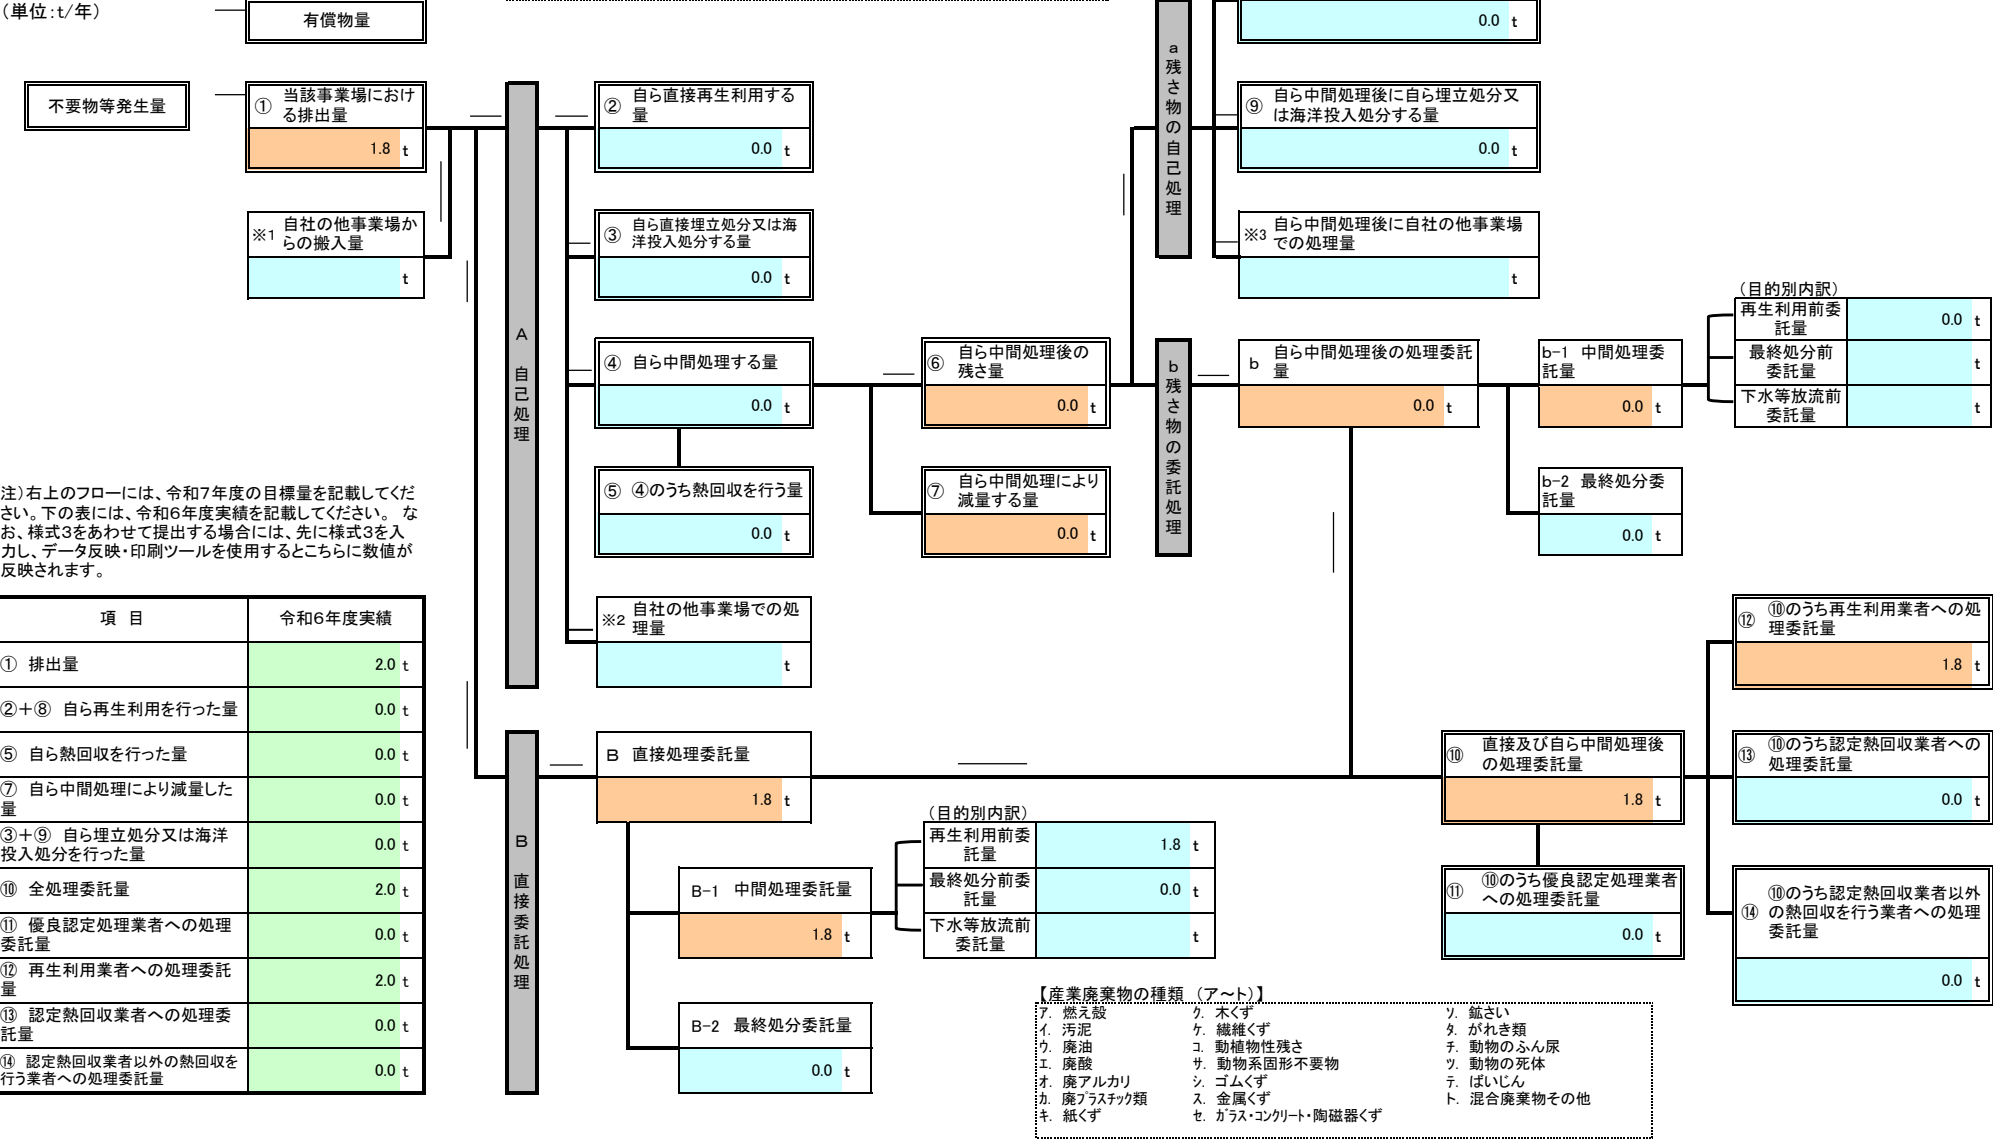 （単位：t/年）
有償物量
0.0 t
不要物等発生量
① 当該事業場におけ
る排出量
1.8 t
※1 自社の他事業場か
らの搬入量
t
A 自己処理
② 自ら直接再生利用する
量
0.0 t
③ 自ら直接埋立処分又は海
洋投入処分する量
0.0 t
④ 自ら中間処理する量
0.0 t
⑤ ④のうち熱回収を行う量
0.0 t
※2 自社の他事業場での処
理量
t
⑥ 自ら中間処理後の
残さ量
0.0 t
⑦ 自ら中間処理により
減量する量
0.0 t
a残さ物の自己処理
⑨ 自ら中間処理後に自ら埋立処分又
は海洋投入処分する量
0.0 t
※3 自ら中間処理後に自社の他事業場
での処理量
t
b残さ物の委託処理
b 自ら中間処理後の処理委託
量
0.0 t
b-1 中間処理委
託量
0.0 t
b-2 最終処分委
託量
0.0 t
（目的別内訳）
再生利用前委
託量
0.0 t
最終処分前
委託量
t
下水等放流前
委託量
t
注）右上のフローには、令和７年度の目標量を記載してくだ
さい。下の表には、令和６年度実績を記載してください。 な
お、様式３をあわせて提出する場合には、先に様式３を入
力し、データ反映・印刷ツールを使用するとこちらに数値が
反映されます。
項 目 令和６年度実績
① 排出量 2.0 t
②＋⑧ 自ら再生利用を行った量 0.0 t
⑤ 自ら熱回収を行った量 0.0 t
⑦ 自ら中間処理により減量した
量 0.0 t
③＋⑨ 自ら埋立処分又は海洋
投入処分を行った量 0.0 t
⑩ 全処理委託量 2.0 t
⑪ 優良認定処理業者への処理
委託量 0.0 t
⑫ 再生利用業者への処理委託
量 2.0 t
⑬ 認定熱回収業者への処理委
託量 0.0 t
⑭ 認定熱回収業者以外の熱回収を
行う業者への処理委託量 0.0 t
B 直接委託処理
B 直接処理委託量
1.8 t
B-1 中間処理委託量
1.8 t
B-2 最終処分委託量
0.0 t
（目的別内訳）
再生利用前委
託量
1.8 t
最終処分前委
託量
0.0 t
下水等放流前
委託量
t
⑩ 直接及び自ら中間処理後
の処理委託量
1.8 t
⑪ ⑩のうち優良認定処理業者
への処理委託量
0.0 t
⑫ ⑩のうち再生利用業者への処
理委託量
1.8 t
⑬ ⑩のうち認定熱回収業者への
処理委託量
0.0 t
⑭ ⑩のうち認定熱回収業者以外
の熱回収を行う業者への処理
委託量
0.0 t
【産業廃棄物の種類 （ア〜ト）】
ア. 燃え殻
イ. 汚泥
ウ. 廃油
エ. 廃酸
オ. 廃アルカリ
カ. 廃プラスチック類
キ. 紙くず
ク. 木くず
ケ. 繊維くず
コ. 動植物性残さ
サ. 動物系固形不要物
シ. ゴムくず
ス. 金属くず
セ. ガラス・コンクリート・陶磁器くず
ソ. 鉱さい
タ. がれき類
チ. 動物のふん尿
ツ. 動物の死体
テ. ばいじん
ト. 混合廃棄物その他